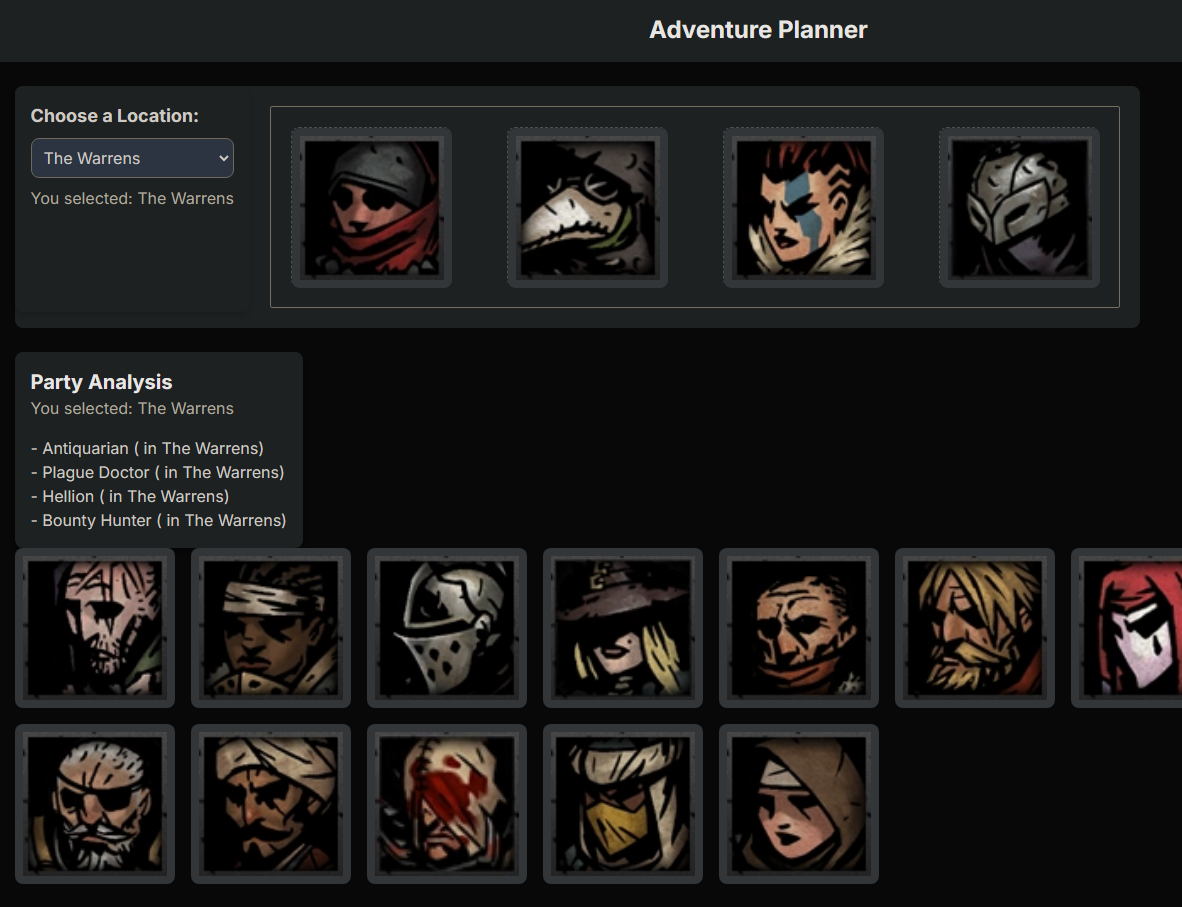 Adventure Planner
Choose a Location:
The Warrens
You selected: The Warrens
Party Analysis
You selected: The Warrens
- Antiquarian ( in The Warrens)
- Plague Doctor ( in The Warrens)
- Hellion ( in The Warrens)
- Bounty Hunter ( in The Warrens)